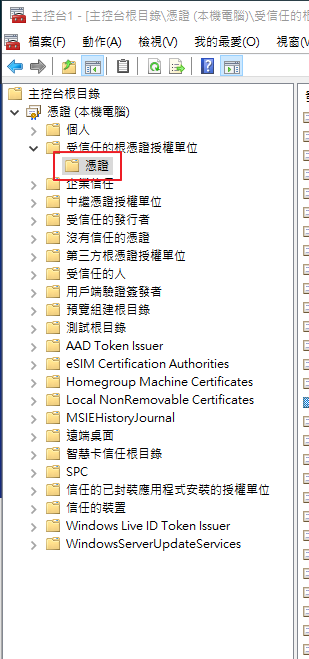 主控台1 - [主控台根目錄\憑證 (本機電腦)\受信任的根
檔案(F) 動作(A) 檢視(V) 我的最愛(O) 視窗(W
主控台根目錄
憑證 (本機電腦)
個人
受信任的根憑證授權單位
憑證
企業信任
中繼憑證授權單位
受信任的發行者
沒有信任的憑證
第三方根憑證授權單位
受信任的人
用戶端驗證簽發者
預覽組建根目錄
測試根目錄
AAD Token Issuer
eSIM Certification Authorities
Homegroup Machine Certificates
Local NonRemovable Certificates
MSIEHistoryJournal
遠端桌面
智慧卡信任根目錄
SPC
信任的已封裝應用程式安裝的授權單位
信任的裝置
Windows Live ID Token Issuer
WindowsServerUpdateServices